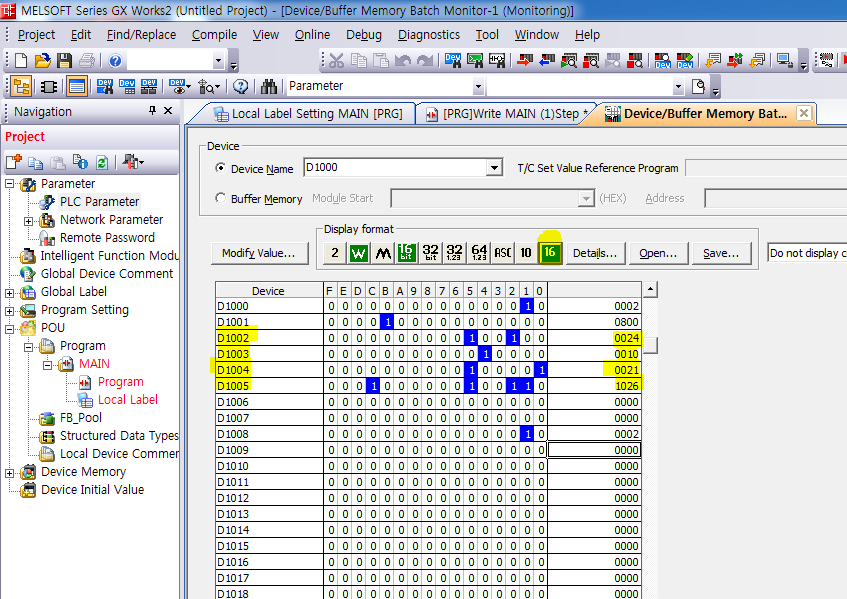 MELSOFT Series GX Works2 (Untitled Project) - [Device/Buffer Memory Batch Monitor-1 (Monitoring)]
Project Edit Find/Replace Compile View Online Debug Diagnostics Tool Window Help
Parameter
Navigation
Local Label Setting MAIN [PRG] [PRG]Write MAIN (1)Step * Device/Buffer Memory Bat...
Project
Parameter
PLC Parameter
Network Parameter
Remote Password
Intelligent Function Modu
Global Device Comment
Global Label
Program Setting
POU
Program
MAIN
Program
Local Label
FB_Pool
Structured Data Types
Local Device Commen
Device Memory
Device Initial Value
Device
Device Name D1000 T/C Set Value Reference Program
Buffer Memory Module Start (HEX) Address
Display format
Modify Value... 2 W M 16 bit 32 bit 32 1.23 64 1.23 ASC 10 16 Details... Open... Save... Do not display c
Device F E D C B A 9 8 7 6 5 4 3 2 1 0
D1000 0 0 0 0 0 0 0 0 0 0 0 0 0 0 1 0 0002
D1001 0 0 0 0 1 0 0 0 0 0 0 0 0 0 0 0 0800
D1002 0 0 0 0 0 0 0 0 0 0 1 0 0 1 0 0 0024
D1003 0 0 0 0 0 0 0 0 0 0 0 1 0 0 0 0 0010
D1004 0 0 0 0 0 0 0 0 0 0 1 0 0 0 0 1 0021
D1005 0 0 0 1 0 0 0 0 0 0 1 0 0 1 1 0 1026
D1006 0 0 0 0 0 0 0 0 0 0 0 0 0 0 0 0 0000
D1007 0 0 0 0 0 0 0 0 0 0 0 0 0 0 0 0 0000
D1008 0 0 0 0 0 0 0 0 0 0 0 0 0 0 1 0 0002
D1009 0 0 0 0 0 0 0 0 0 0 0 0 0 0 0 0 0000
D1010 0 0 0 0 0 0 0 0 0 0 0 0 0 0 0 0 0000
D1011 0 0 0 0 0 0 0 0 0 0 0 0 0 0 0 0 0000
D1012 0 0 0 0 0 0 0 0 0 0 0 0 0 0 0 0 0000
D1013 0 0 0 0 0 0 0 0 0 0 0 0 0 0 0 0 0000
D1014 0 0 0 0 0 0 0 0 0 0 0 0 0 0 0 0 0000
D1015 0 0 0 0 0 0 0 0 0 0 0 0 0 0 0 0 0000
D1016 0 0 0 0 0 0 0 0 0 0 0 0 0 0 0 0 0000
D1017 0 0 0 0 0 0 0 0 0 0 0 0 0 0 0 0 0000
D1018 0 0 0 0 0 0 0 0 0 0 0 0 0 0 0 0 0000